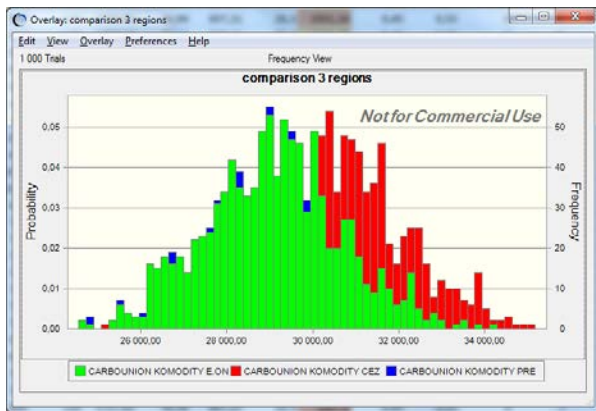 Overlay: comparison 3 regions
Edit View Overlay Preferences Help
1 000 Trials
Frequency View
comparison 3 regions
Not for Commercial Use
Probability
0,05
0,04
0,03
0,02
0,01
0,00
50
40
30
20
10
0
Frequency
26 000,00 28 000,00 30 000,00 32 000,00 34 000,00
CARBOUNION KOMODITY E.ON CARBOUNION KOMODITY CEZ CARBOUNION KOMODITY PRE